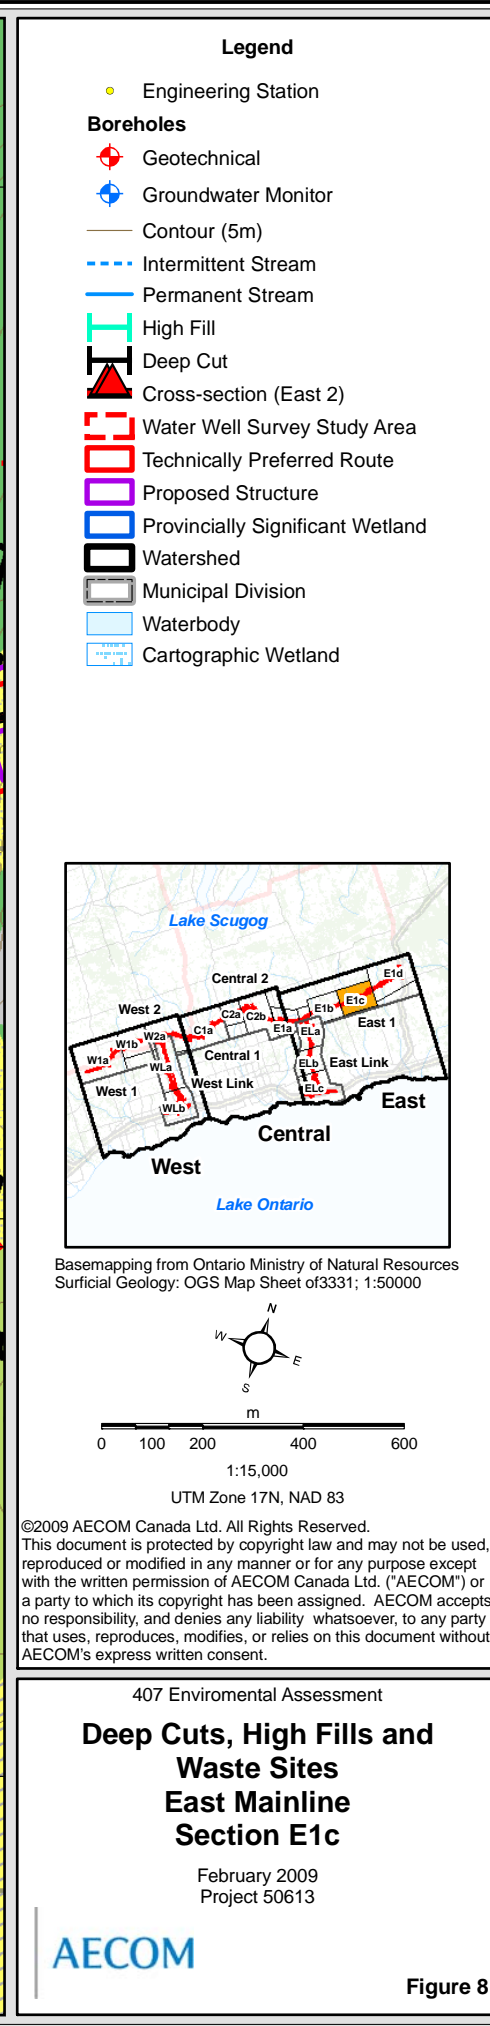 Legend
Engineering Station
Boreholes
Geotechnical
Groundwater Monitor
Contour (5m)
Intermittent Stream
Permanent Stream
High Fill
Deep Cut
Cross-section (East 2)
Water Well Survey Study Area
Technically Preferred Route
Proposed Structure
Provincially Significant Wetland
Watershed
Municipal Division
Waterbody
Cartographic Wetland
Lake Scugog
Central 2
E1d
E1c
E1b
West 2
C2a
C2b
East 1
C1a
E1a
ELa
W2a
W1b
W1a
Central 1
WLa
ELb
East Link
West 1
West Link
ELc
WLb
East
Central
West
Lake Ontario
Basemapping from Ontario Ministry of Natural Resources
Surficial Geology: OGS Map Sheet of3331; 1:50000
N
W
E
S
m
0 100 200 400 600
1:15,000
UTM Zone 17N, NAD 83
©2009 AECOM Canada Ltd. All Rights Reserved.
This document is protected by copyright law and may not be used,
reproduced or modified in any manner or for any purpose except
with the written permission of AECOM Canada Ltd. ("AECOM") or
a party to which its copyright has been assigned. AECOM accepts
no responsibility, and denies any liability whatsoever, to any party
that uses, reproduces, modifies, or relies on this document without
AECOM's express written consent.
407 Enviromental Assessment
Deep Cuts, High Fills and
Waste Sites
East Mainline
Section E1c
February 2009
Project 50613
AECOM
Figure 8